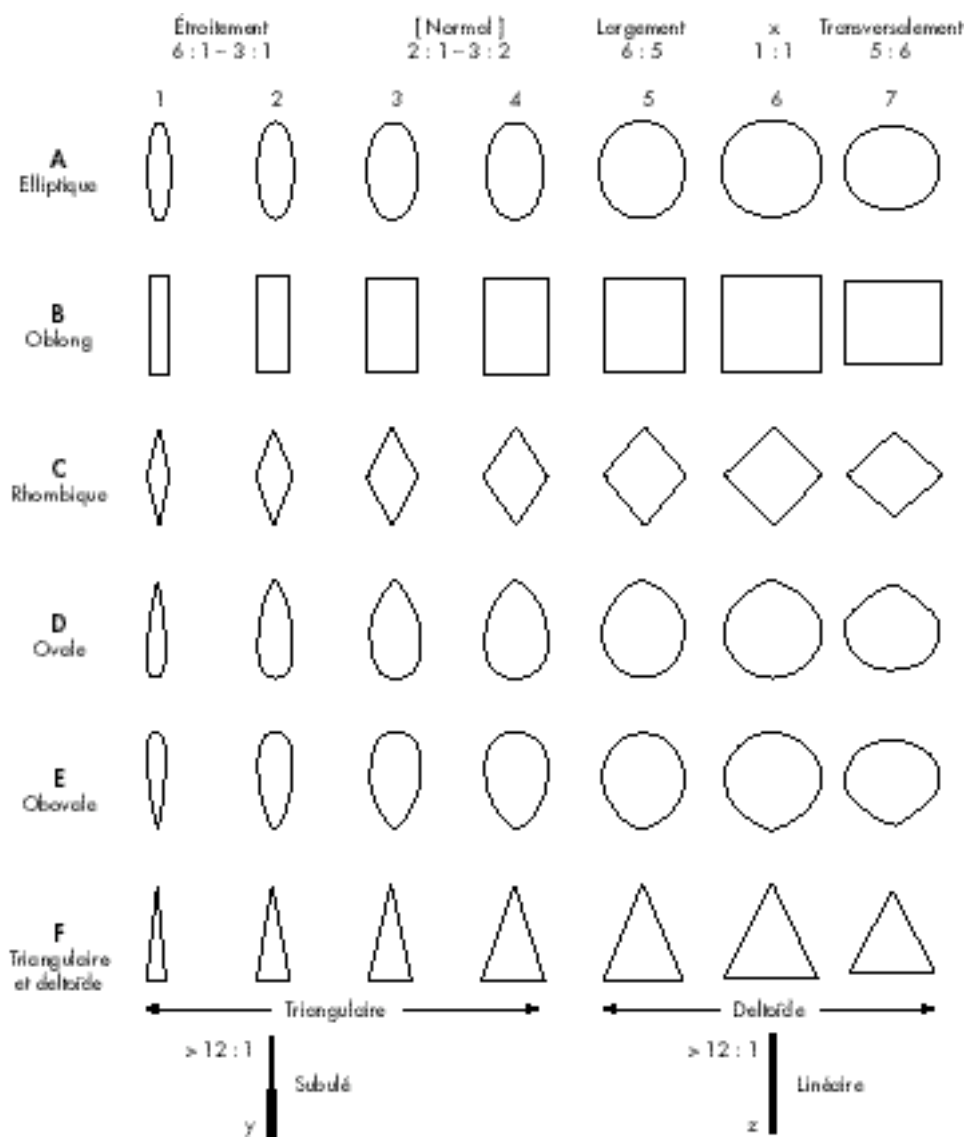 Étroitement [ Normal ] Largement x Transversalement
6 : 1 – 3 : 1 2 : 1 – 3 : 2 6 : 5 1 : 1 5 : 6
1 2 3 4 5 6 7
A
Elliptique
B
Oblong
C
Rhombique
D
Ovale
E
Obovale
F
Triangulaire
et deltoïde
Triangulaire Deltoïde
> 12 : 1 > 12 : 1
Subulé Linéaire
y z